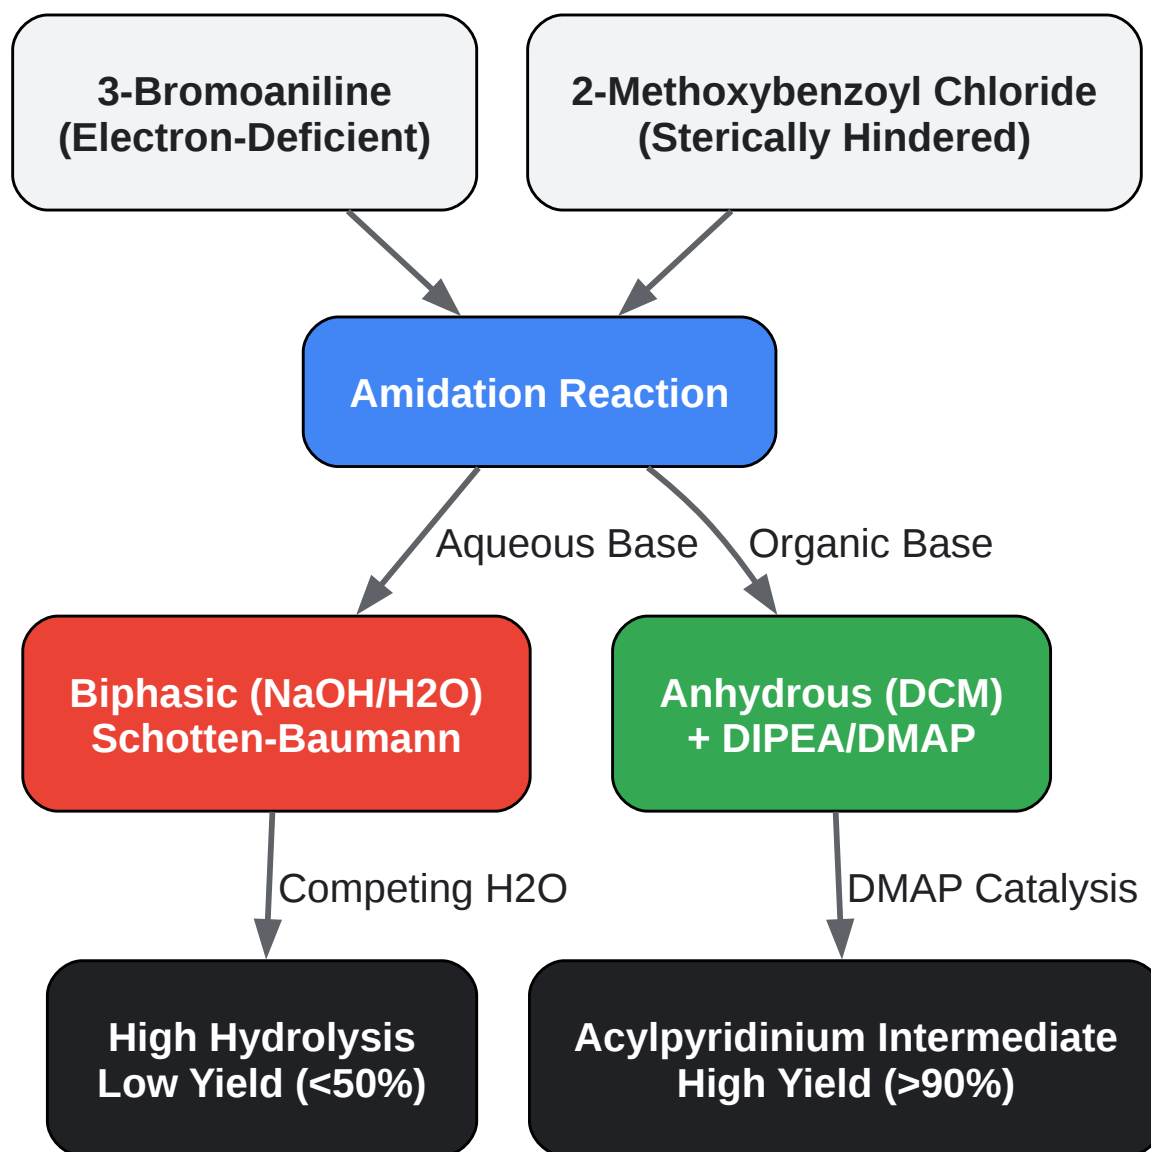 3-Bromoaniline
(Electron-Deficient)
2-Methoxybenzoyl Chloride
(Sterically Hindered)
Amidation Reaction
Aqueous Base
Organic Base
Biphasic (NaOH/H2O)
Schotten-Baumann
Anhydrous (DCM)
+ DIPEA/DMAP
Competing H2O
DMAP Catalysis
High Hydrolysis
Low Yield (<50%)
Acylpyridinium Intermediate
High Yield (>90%)